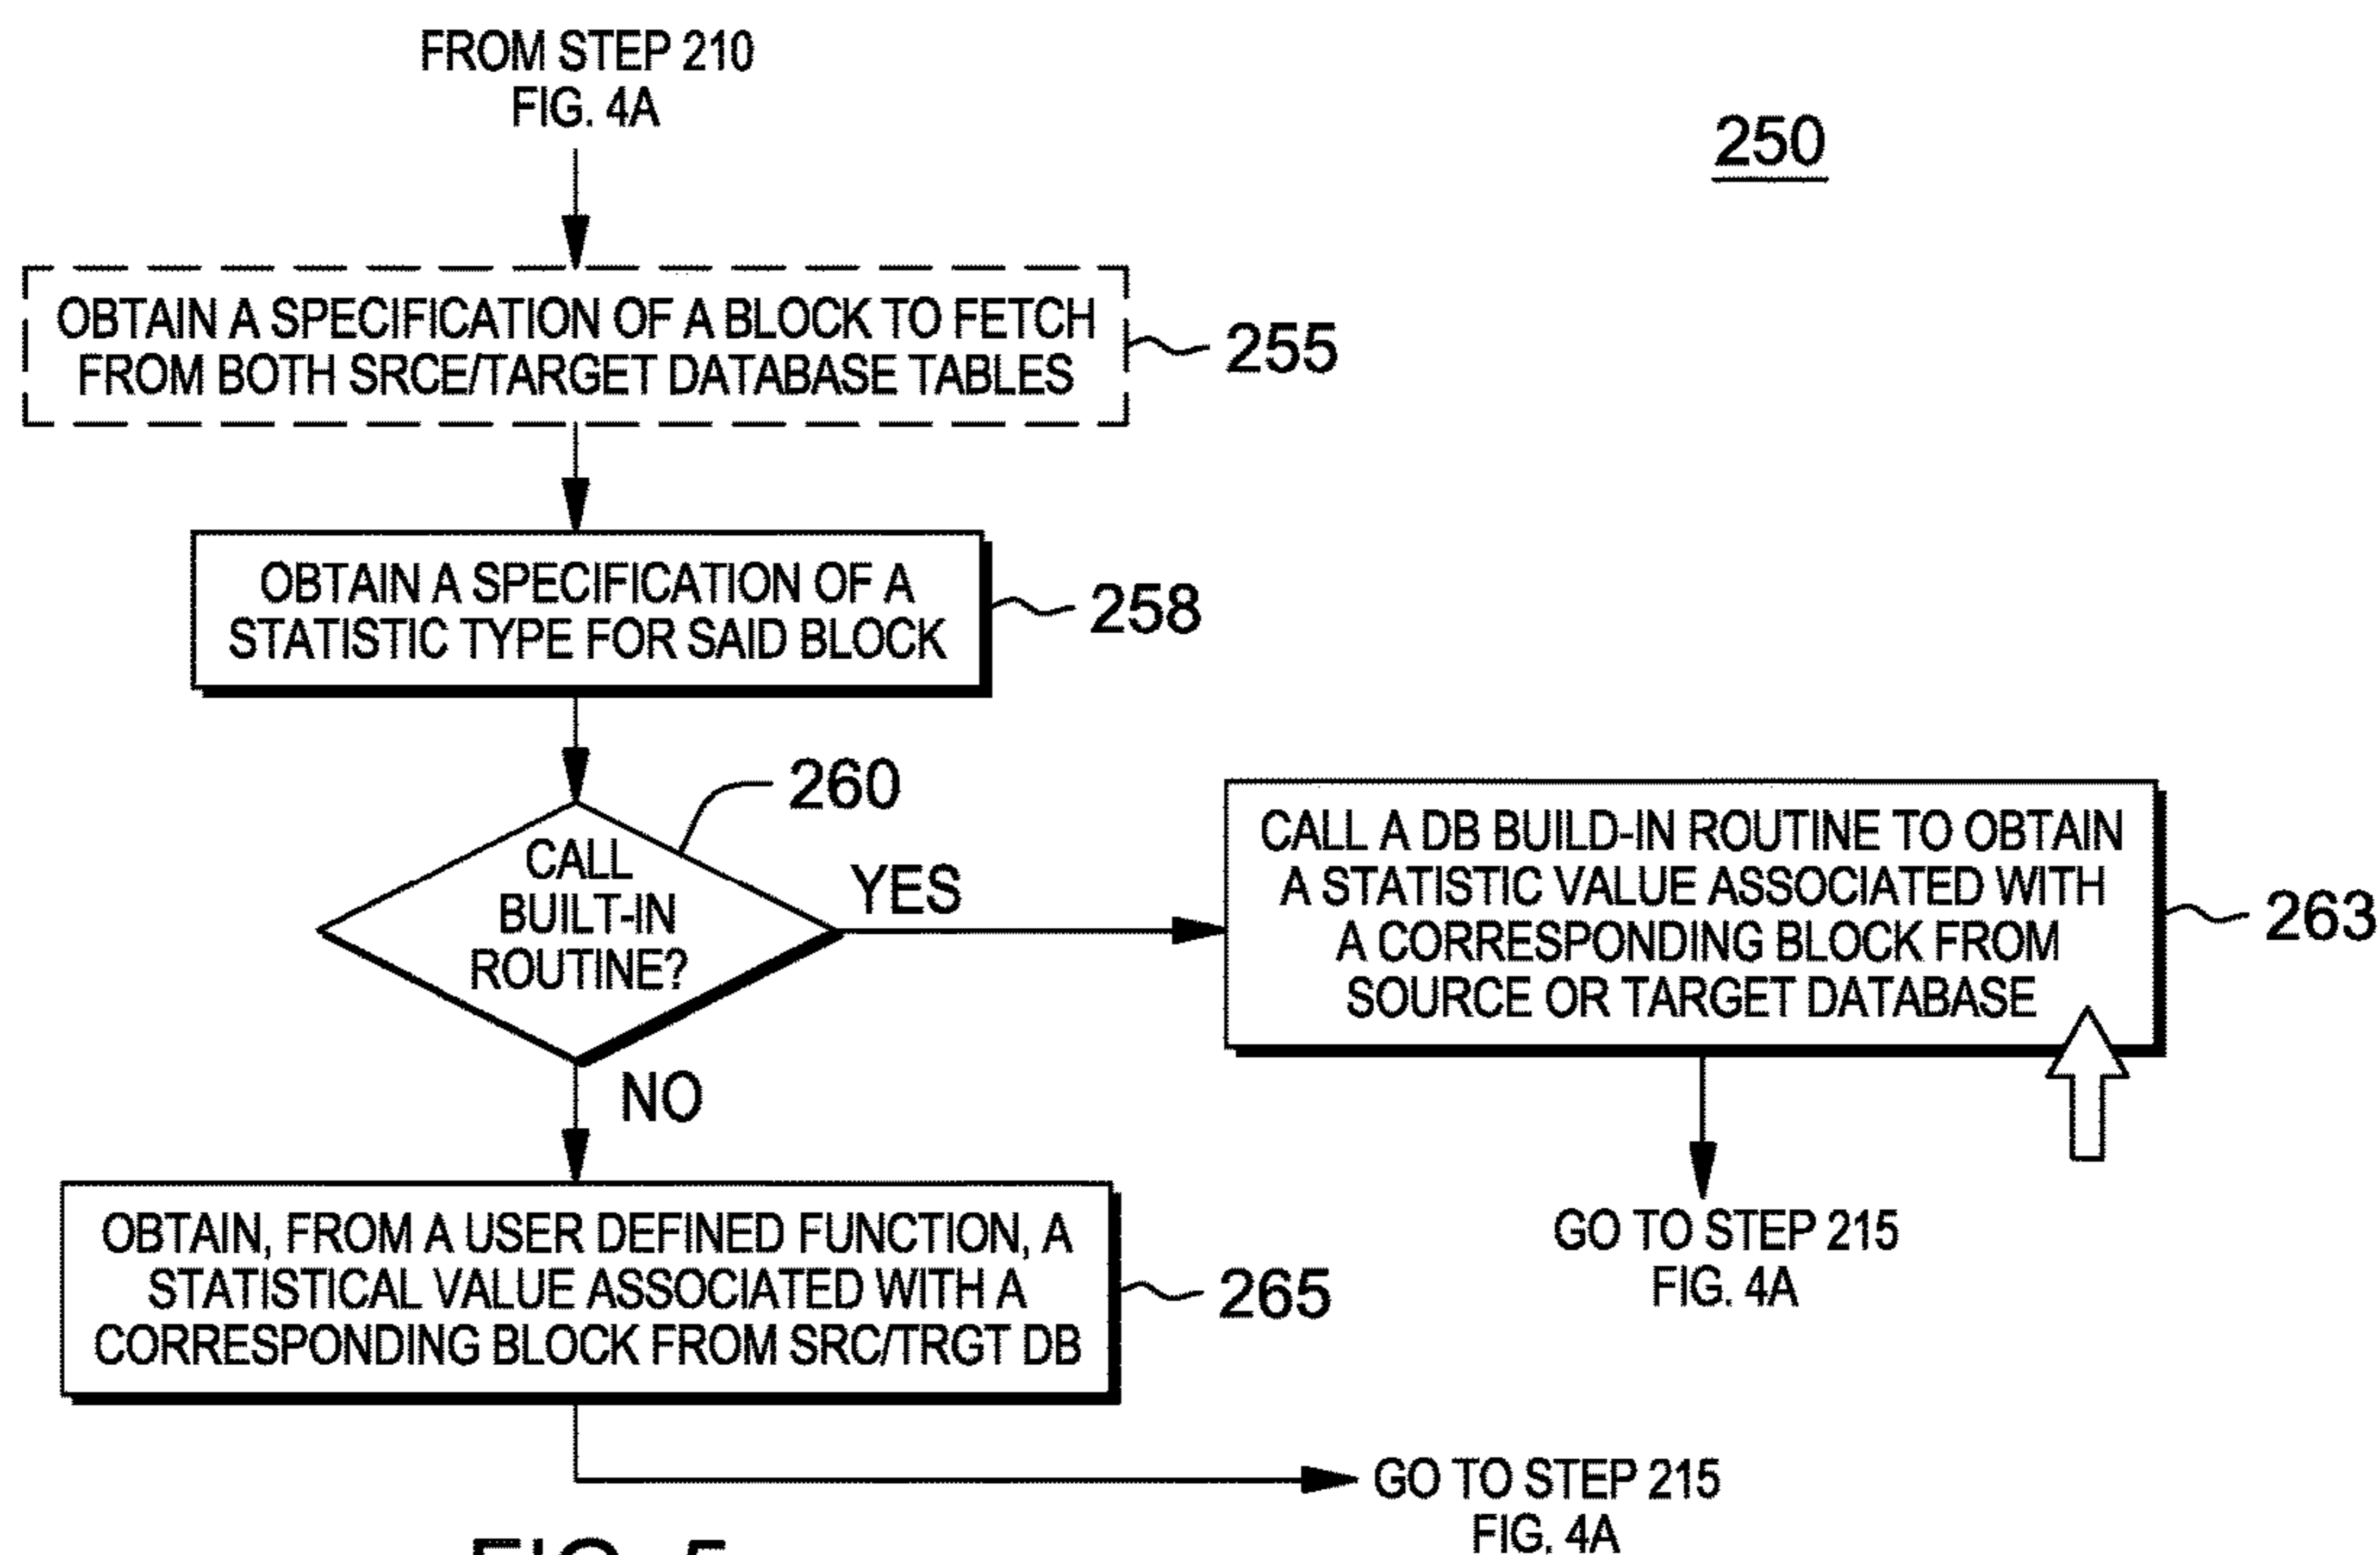 FROM STEP 210
FIG. 4A
250
OBTAIN A SPECIFICATION OF A BLOCK TO FETCH
FROM BOTH SRCE/TARGET DATABASE TABLES
255
OBTAIN A SPECIFICATION OF A
STATISTIC TYPE FOR SAID BLOCK
258
260
CALL
BUILT-IN
ROUTINE?
YES
CALL A DB BUILD-IN ROUTINE TO OBTAIN
A STATISTIC VALUE ASSOCIATED WITH
A CORRESPONDING BLOCK FROM
SOURCE OR TARGET DATABASE
263
NO
GO TO STEP 215
FIG. 4A
OBTAIN, FROM A USER DEFINED FUNCTION, A
STATISTICAL VALUE ASSOCIATED WITH A
CORRESPONDING BLOCK FROM SRC/TRGT DB
265
GO TO STEP 215
FIG. 4A